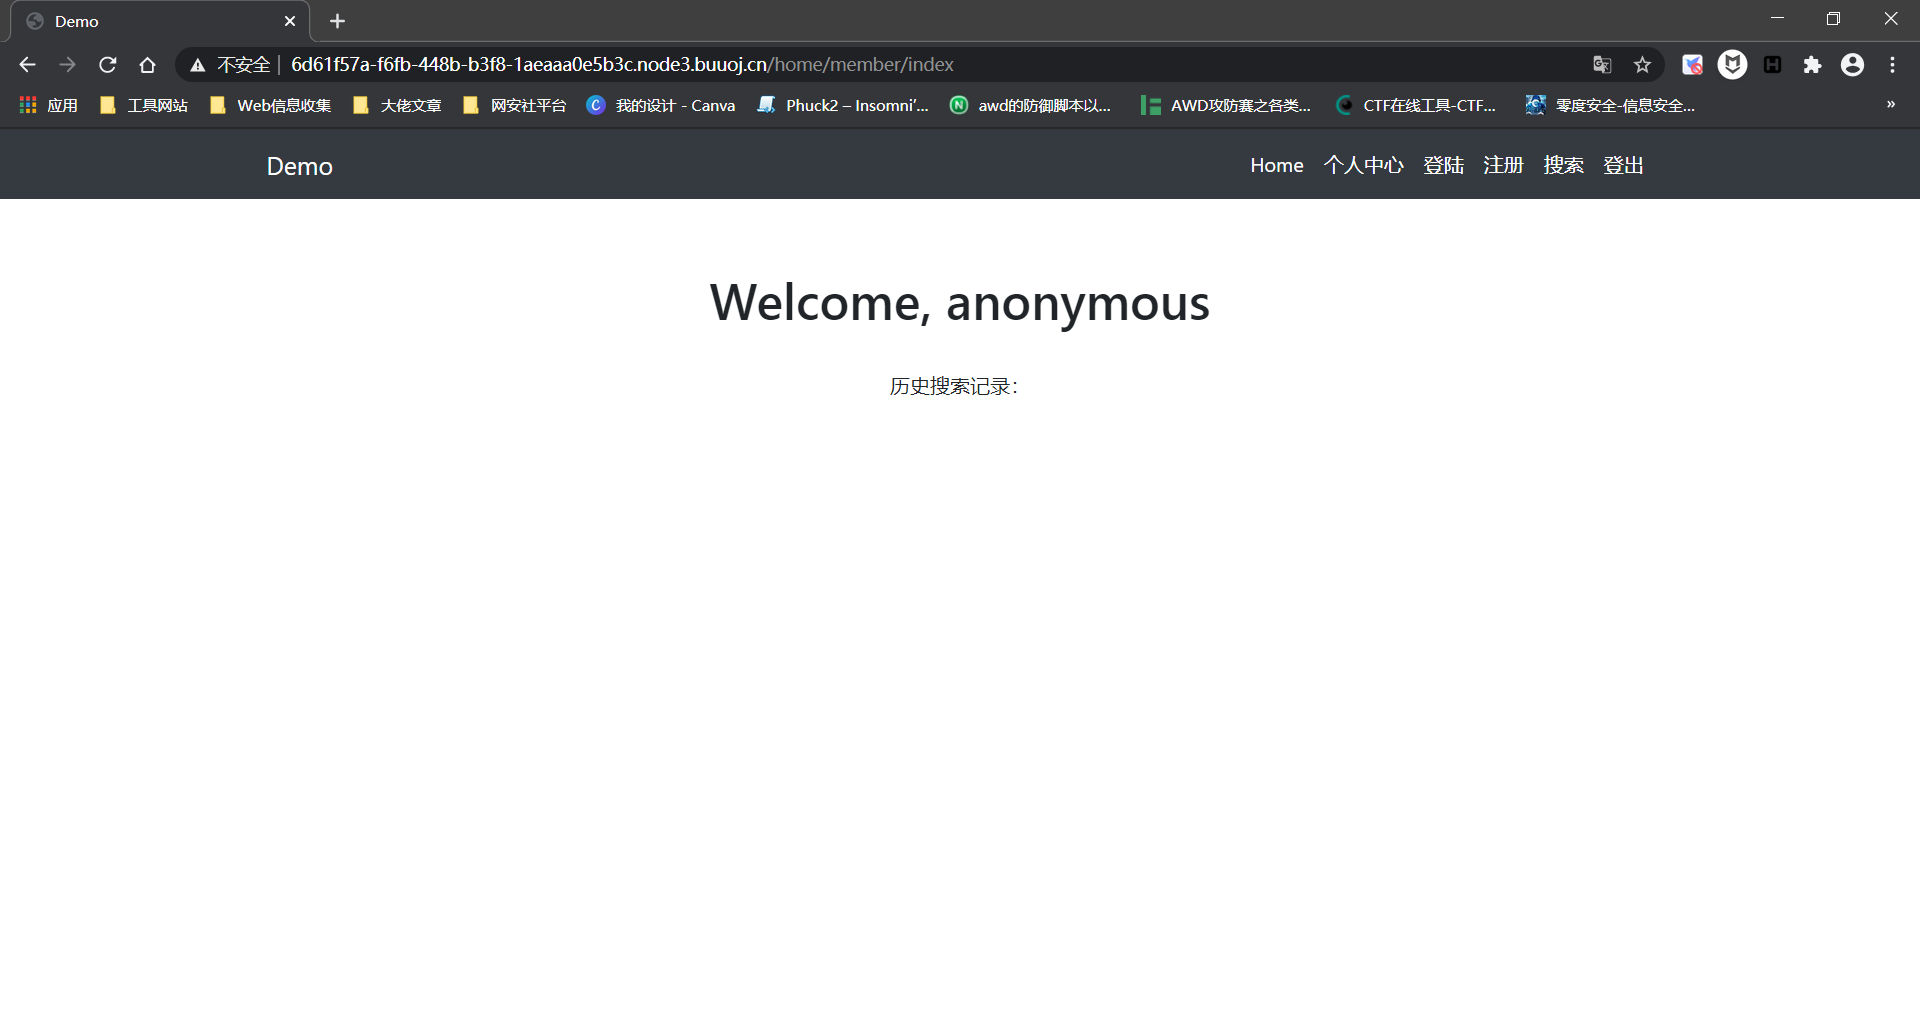 Demo
不安全 | 6d61f57a-f6fb-448b-b3f8-1aeaaa0e5b3c.node3.buuoj.cn/home/member/index
应用 工具网站 Web信息收集 大佬文章 网安社平台 我的设计 - Canva Phuck2 – Insomni’... awd的防御脚本以... AWD攻防赛之各类... CTF在线工具-CTF... 零度安全-信息安全... »
Demo Home 个人中心 登陆 注册 搜索 登出
Welcome, anonymous
历史搜索记录：